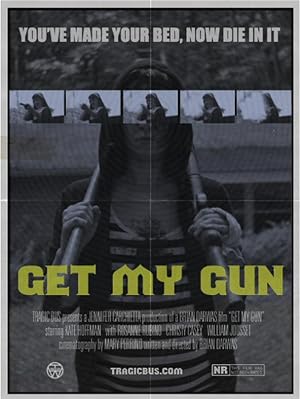 YOU'VE MADE YOUR BED, NOW DIE IN IT
GET MY GUN
TRAGIC BUS presents a JENNIFER CARCHIETTA production of a BRIAN DARWAS film "GET MY GUN"
starring KATE HOFFMAN with ROSANNE RUBINO CHRISTY CASEY WILLIAM JOUSSET
cinematography by MARY PERRINO written and directed by BRIAN DARWAS
TRAGICBUS.COM
NR